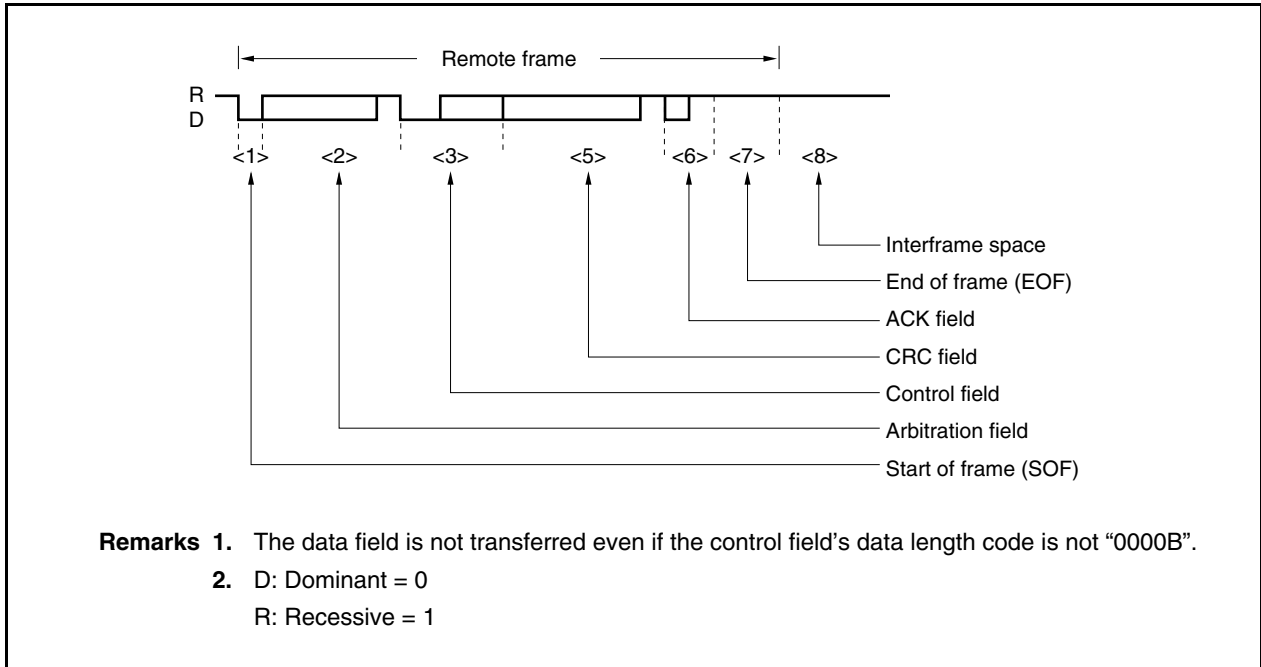 Remote frame
R
D
<1> <2> <3> <5> <6> <7> <8>
Interframe space
End of frame (EOF)
ACK field
CRC field
Control field
Arbitration field
Start of frame (SOF)
Remarks 1. The data field is not transferred even if the control field’s data length code is not “0000B”.
2. D: Dominant = 0
R: Recessive = 1